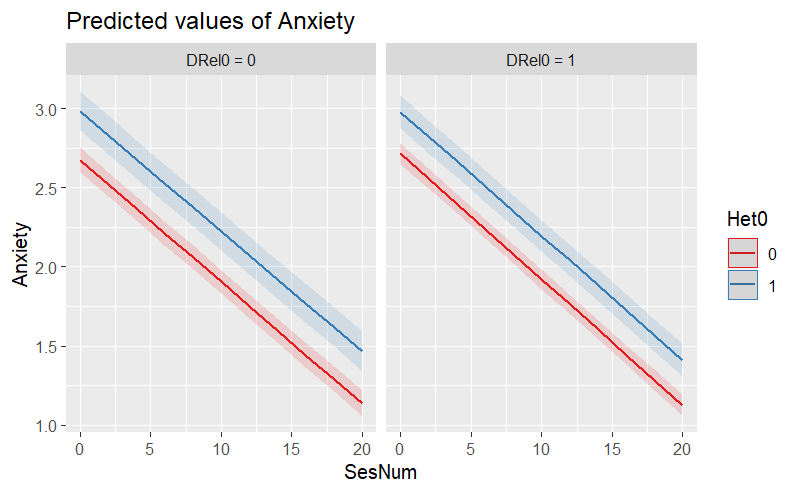 Predicted values of Anxiety
DRel0 = 0
DRel0 = 1
3.0
2.5
2.0
1.5
1.0
Anxiety
0 5 10 15 20
0 5 10 15 20
SesNum
Het0
0
1